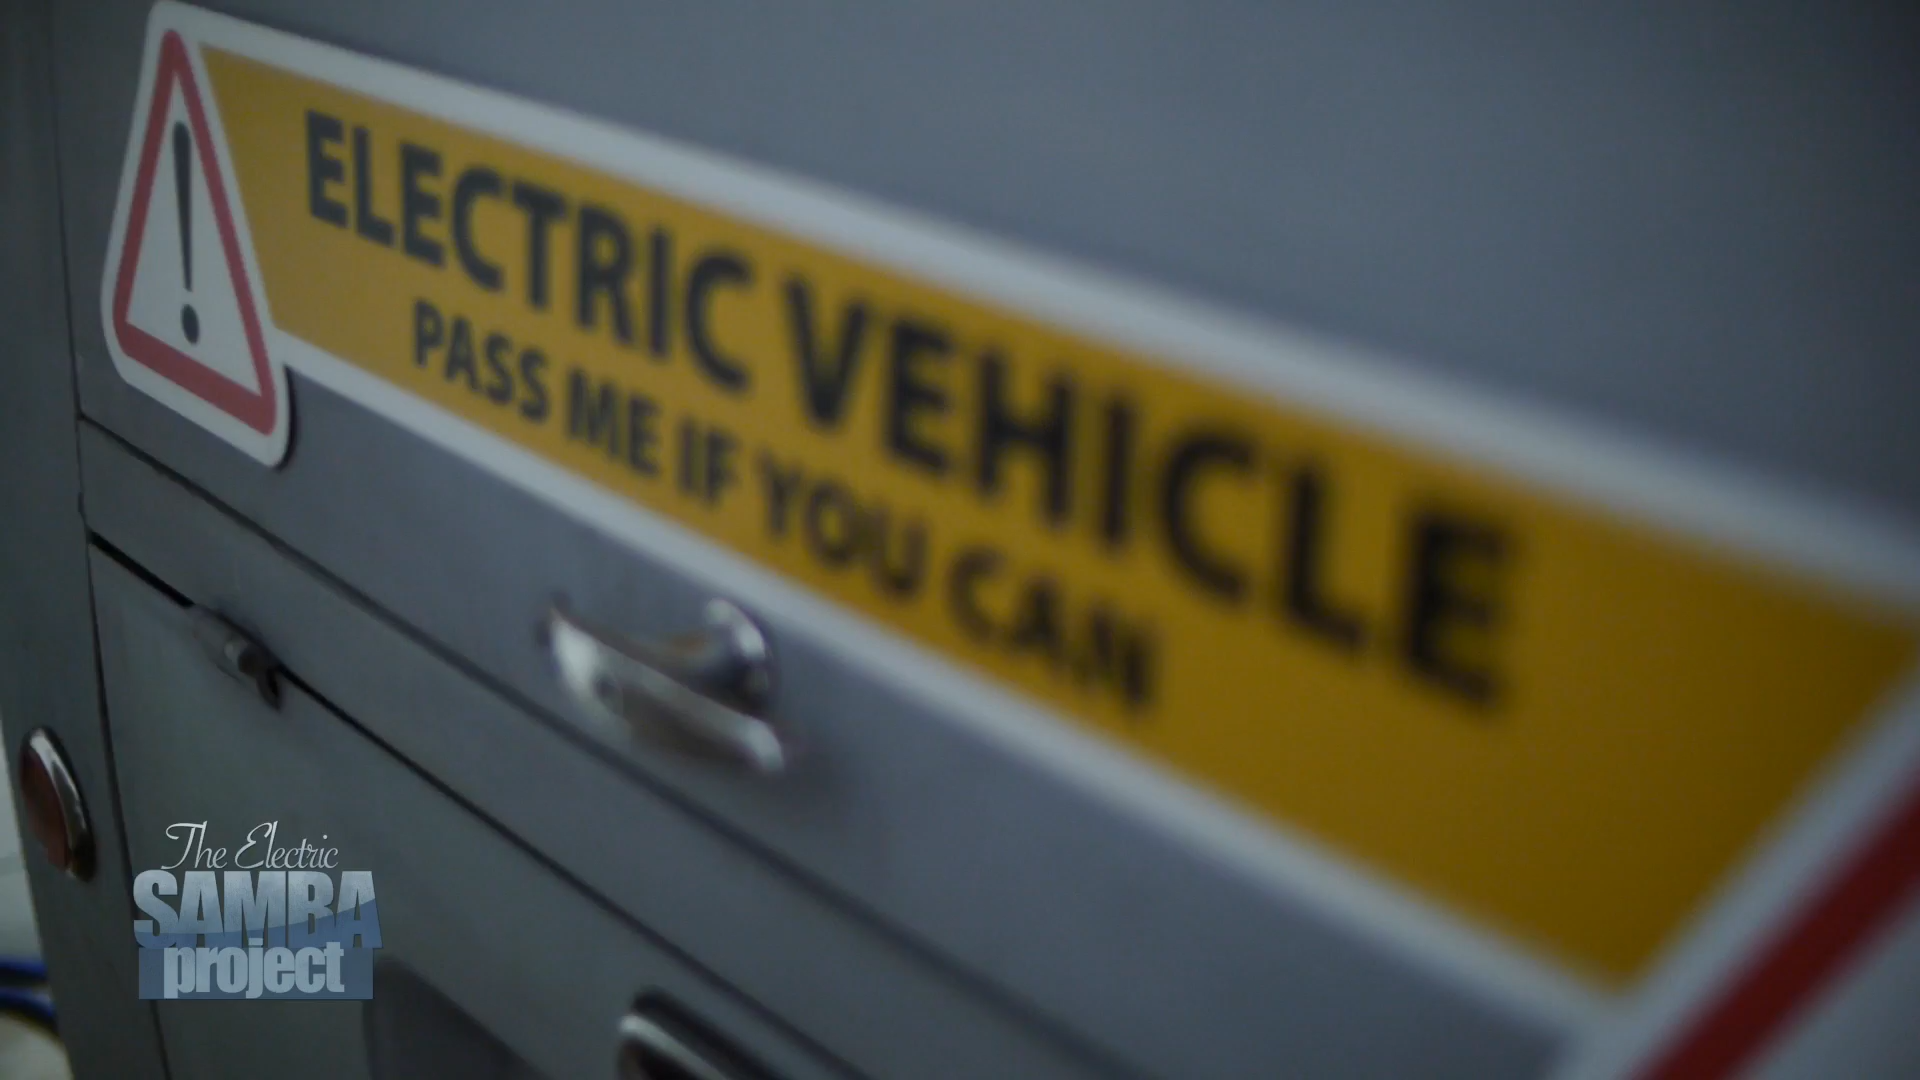 ELECTRIC VEHICLE
PASS ME IF YOU CAN
The Electric
SAMBA
project